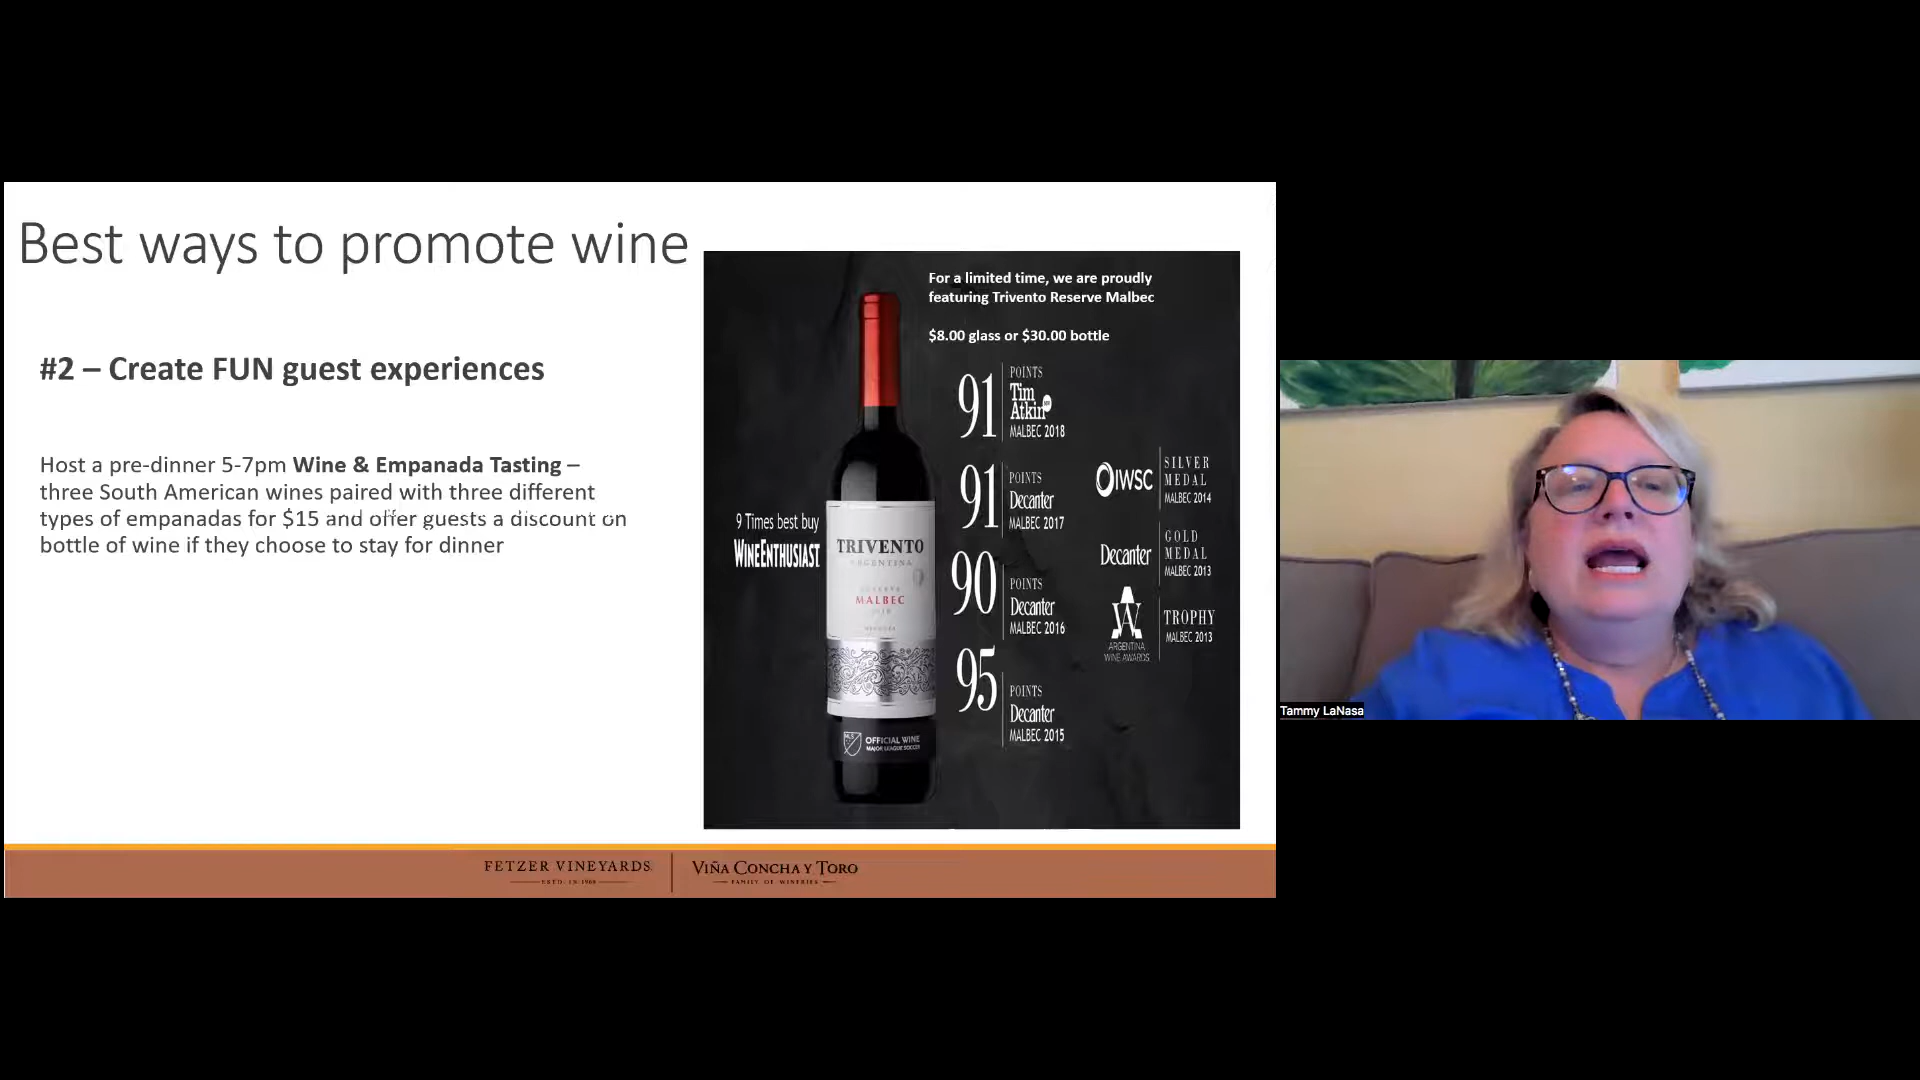 Best ways to promote wine
#2 – Create FUN guest experiences
Host a pre-dinner 5-7pm Wine & Empanada Tasting –
three South American wines paired with three different
types of empanadas for $15 and offer guests a discount on
bottle of wine if they choose to stay for dinner
For a limited time, we are proudly
featuring Trivento Reserve Malbec
$8.00 glass or $30.00 bottle
91
POINTS
Tim
Atkin
MALBEC 2018
91
POINTS
Decanter
MALBEC 2017
90
POINTS
Decanter
MALBEC 2016
95
POINTS
Decanter
MALBEC 2015
IWSC
SILVER
MEDAL
MALBEC 2014
Decanter
GOLD
MEDAL
MALBEC 2013
ARGENTINA
WINE AWARDS
TROPHY
MALBEC 2013
9 Times best buy
WINEENTHUSIAST
TRIVENTO
ARGENTINA
RESERVE
MALBEC
OFFICIAL WINE
MAJOR LEAGUE SOCCER
FETZER VINEYARDS
ESTD. IN 1968
VIÑA CONCHA Y TORO
FAMILY OF WINERIES
Tammy LaNasa